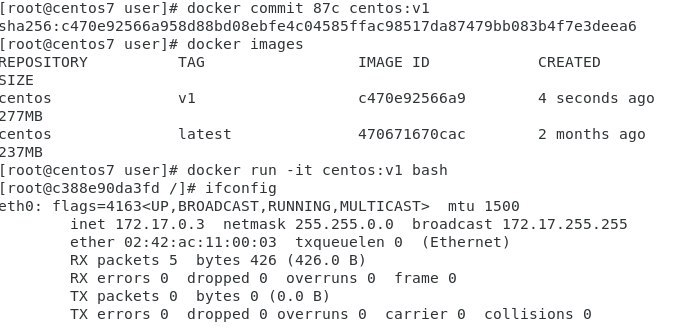 [root@centos7 user]# docker commit 87c centos:v1
sha256:c470e92566a958d88bd08ebfe4c04585ffac98517da87479bb083b4f7e3deea6
[root@centos7 user]# docker images
REPOSITORY          TAG                 IMAGE ID            CREATED
SIZE
centos              v1                  c470e92566a9        4 seconds ago
277MB
centos              latest              470671670cac        2 months ago
237MB
[root@centos7 user]# docker run -it centos:v1 bash
[root@c388e90da3fd /]# ifconfig
eth0: flags=4163<UP,BROADCAST,RUNNING,MULTICAST>  mtu 1500
        inet 172.17.0.3  netmask 255.255.0.0  broadcast 172.17.255.255
        ether 02:42:ac:11:00:03  txqueuelen 0  (Ethernet)
        RX packets 5  bytes 426 (426.0 B)
        RX errors 0  dropped 0  overruns 0  frame 0
        TX packets 0  bytes 0 (0.0 B)
        TX errors 0  dropped 0 overruns 0  carrier 0  collisions 0